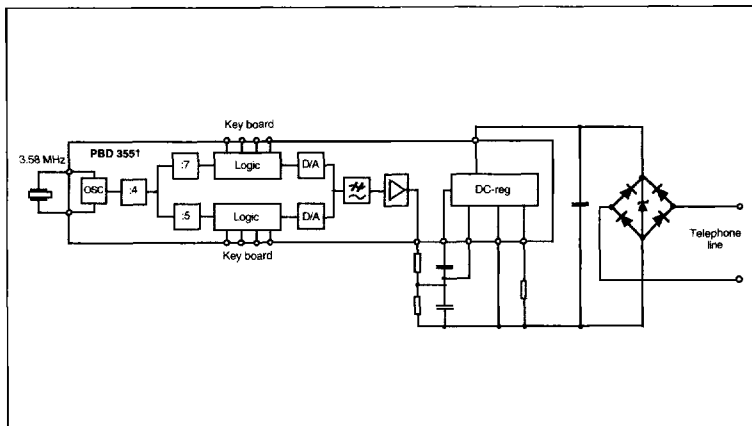 Key board
3.58 MHz
PBD 3551
OSC
:4
:7
Logic
D/A
DC-reg
:5
Logic
D/A
Key board
Telephone
line